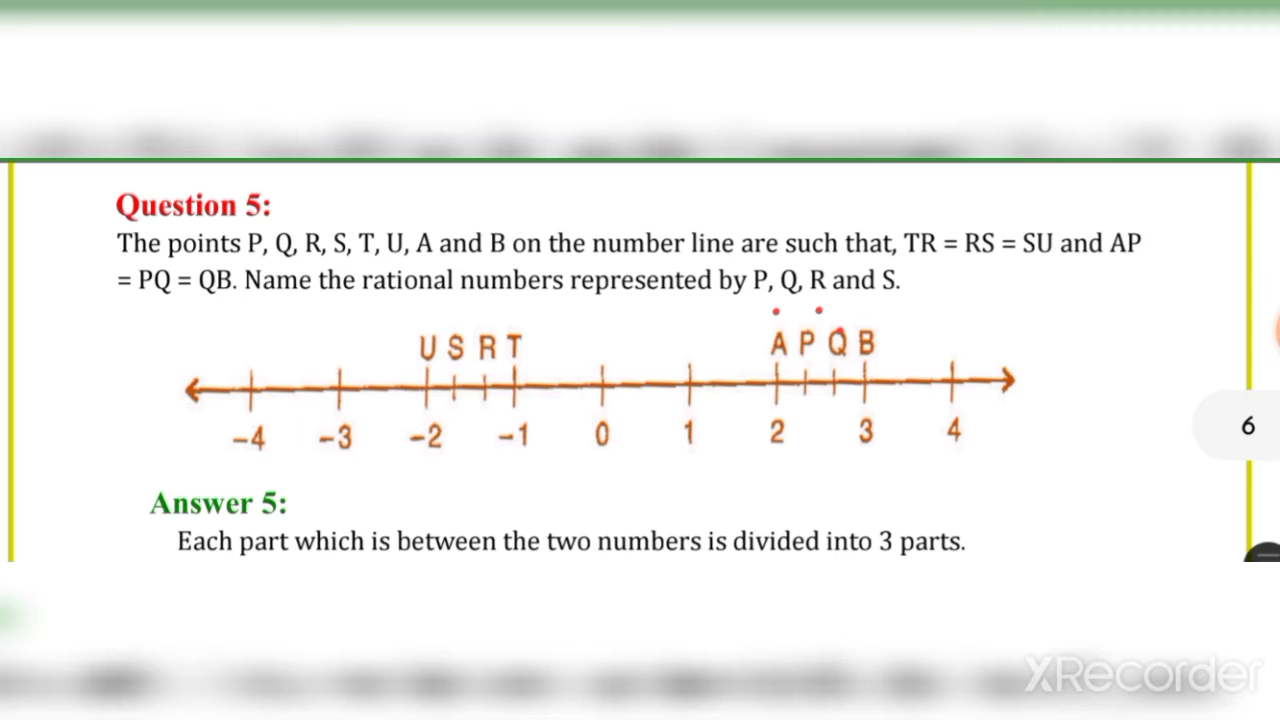 Question 5:
The points P, Q, R, S, T, U, A and B on the number line are such that, TR = RS = SU and AP
= PQ = QB. Name the rational numbers represented by P, Q, R and S.
U S R T A P Q B
-4 -3 -2 -1 0 1 2 3 4
6
Answer 5:
Each part which is between the two numbers is divided into 3 parts.
XRecorder